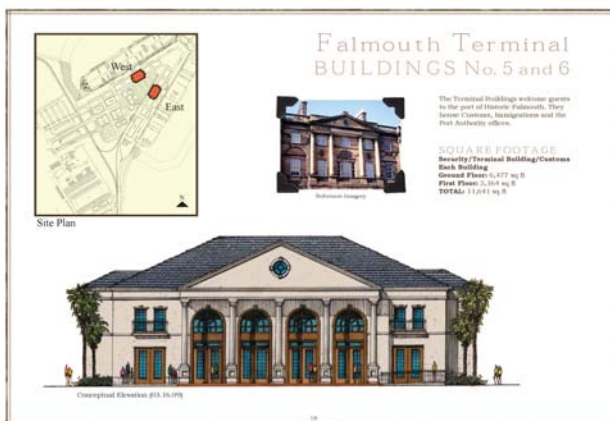 West
East
N
Site Plan
Falmouth Terminal
BUILDINGS No. 5 and 6
The Terminal Buildings welcome guests
to the port of Historic Falmouth. They
house Customs, Immigrations and the
Port Authority offices.
Reference Imagery
SQUARE FOOTAGE
Security/Terminal Building/Customs
Each Building
Ground Floor: 6,477 sq ft
First Floor: 5,164 sq ft
TOTAL: 11,641 sq ft
Conceptual Elevation (03.16.09)